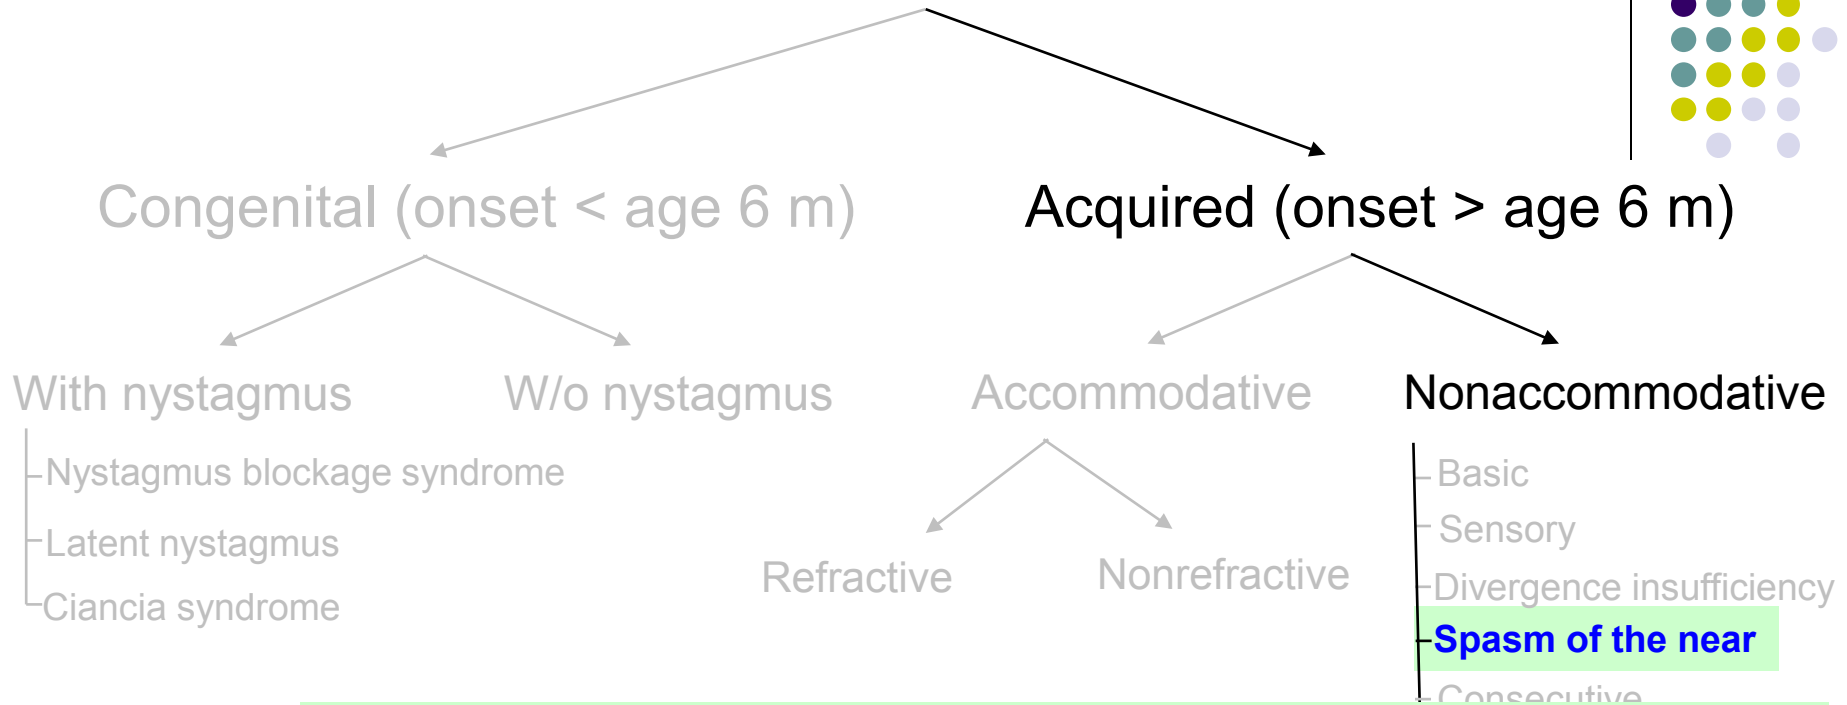 Congenital (onset < age 6 m)
Acquired (onset > age 6 m)
With nystagmus
W/o nystagmus
Accommodative
Nonaccommodative
Nystagmus blockage syndrome
Latent nystagmus
Ciancia syndrome
Refractive
Nonrefractive
Basic
Sensory
Divergence insufficiency
Spasm of the near
Consecutive